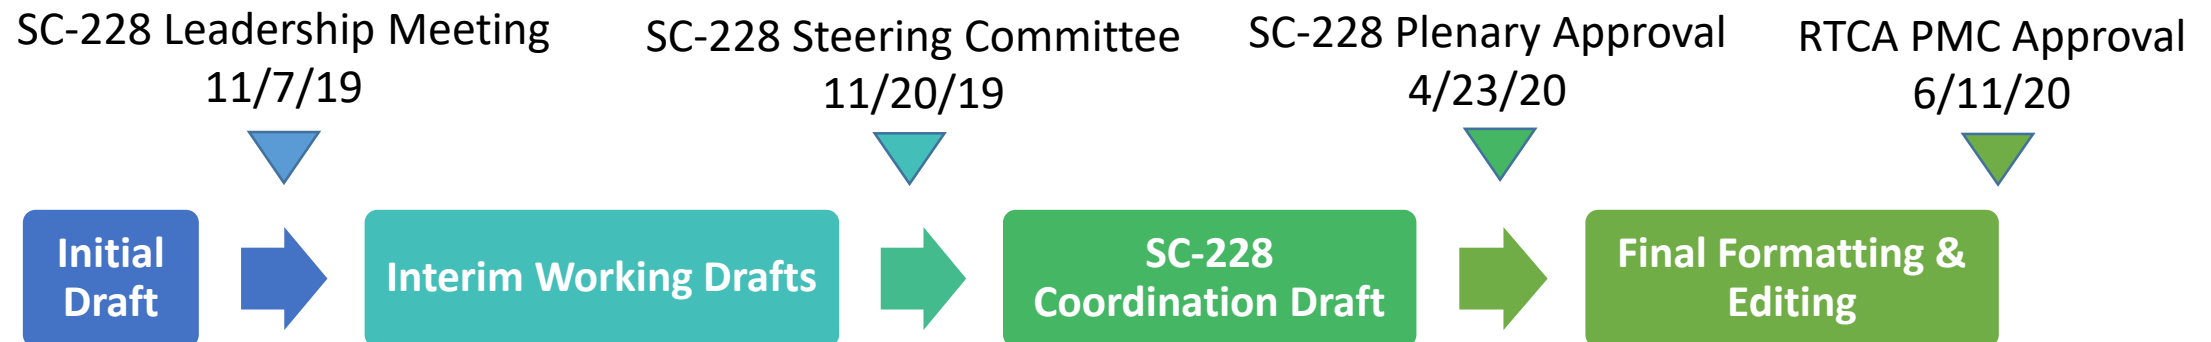 SC-228 Leadership Meeting
11/7/19
SC-228 Steering Committee
11/20/19
SC-228 Plenary Approval
4/23/20
RTCA PMC Approval
6/11/20
Initial
Draft
Interim Working Drafts
SC-228
Coordination Draft
Final Formatting &
Editing